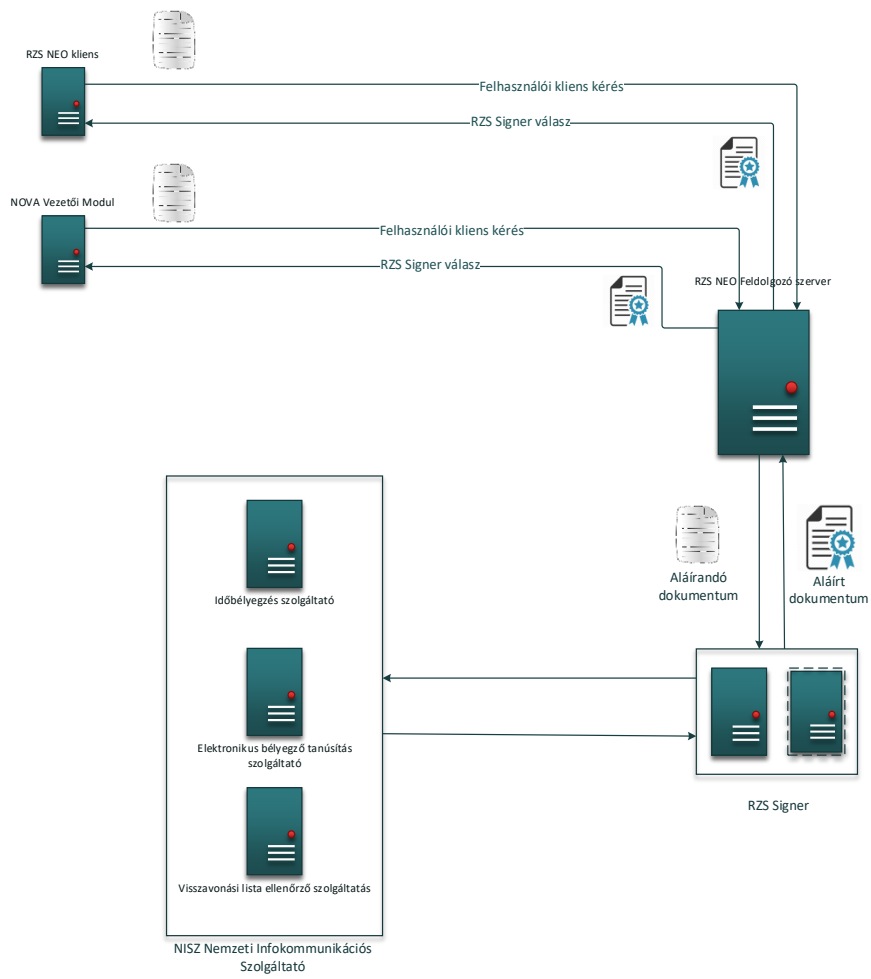 RZS NEO kliens
Felhasználói kliens kérés
RZS Signer válasz
NOVA Vezetői Modul
Felhasználói kliens kérés
RZS Signer válasz
RZS NEO Feldolgozó szerver
Aláírandó
dokumentum
Aláírt
dokumentum
Időbélyegzés szolgáltató
Elektronikus bélyegző tanúsítás
szolgáltató
Visszavonási lista ellenőrző szolgáltatás
RZS Signer
NISZ Nemzeti Infokommunikációs
Szolgáltató